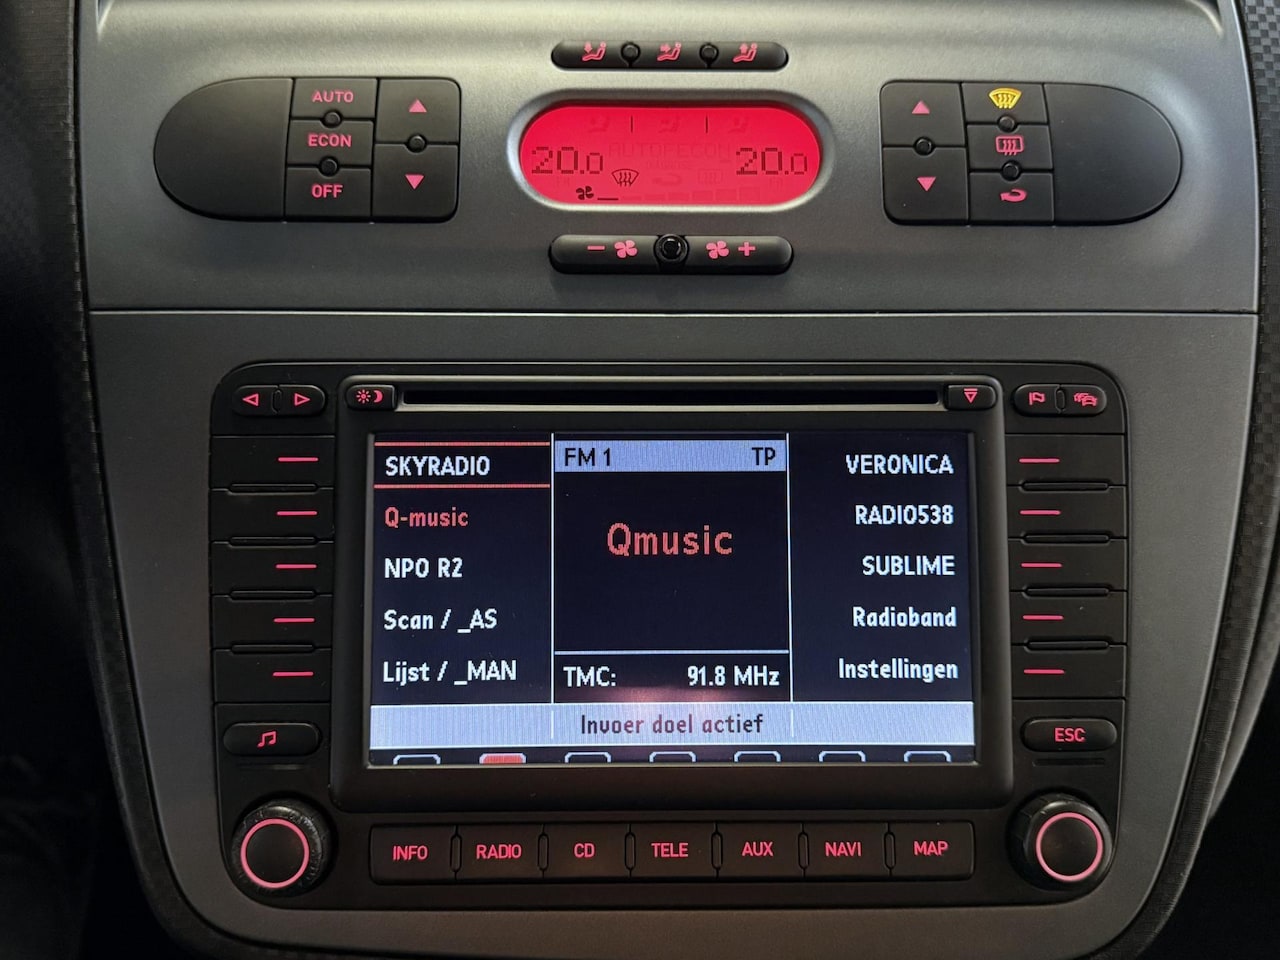 AUTO
ECON
OFF
20.0
20.0
SKYRADIO
Q-music
NPO R2
Scan / _AS
Lijst / _MAN
FM 1 TP
Qmusic
TMC: 91.8 MHz
VERONICA
RADIO538
SUBLIME
Radioband
Instellingen
Invoer doel actief
ESC
INFO RADIO CD TELE AUX NAVI MAP